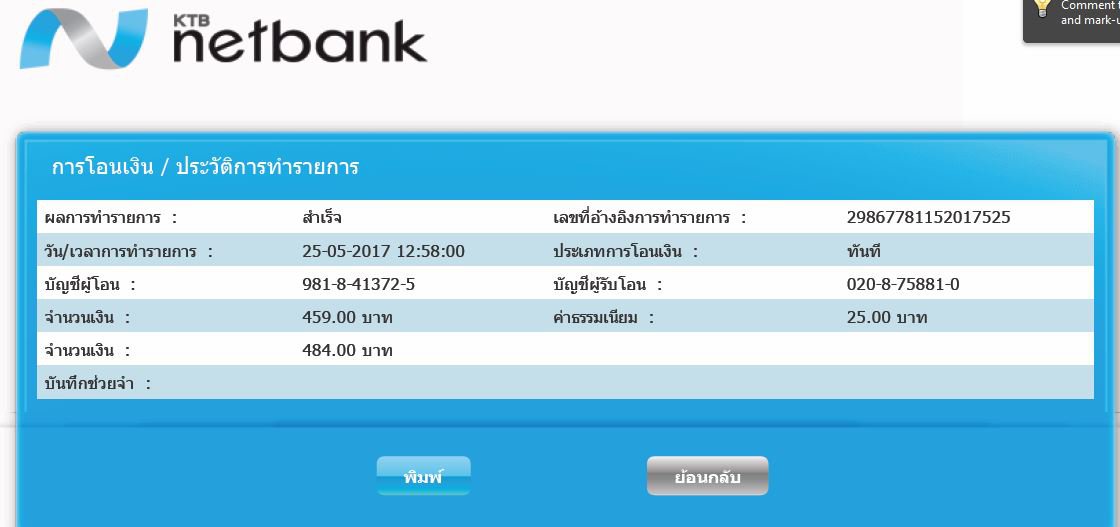 KTB
netbank
Comment t
and mark-u
การโอนเงิน / ประวัติการทำรายการ
ผลการทำรายการ : สำเร็จ เลขที่อ้างอิงการทำรายการ : 29867781152017525
วัน/เวลาการทำรายการ : 25-05-2017 12:58:00 ประเภทการโอนเงิน : ทันที
บัญชีผู้โอน : 981-8-41372-5 บัญชีผู้รับโอน : 020-8-75881-0
จำนวนเงิน : 459.00 บาท ค่าธรรมเนียม : 25.00 บาท
จำนวนเงิน : 484.00 บาท
บันทึกช่วยจำ :
พิมพ์ ย้อนกลับ